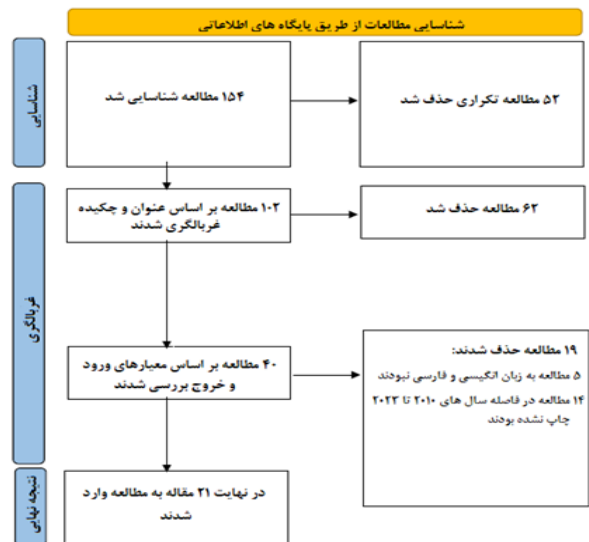 شناسایی مطالعات از طریق پایگاه های اطلاعاتی
شناسایی
۱۵۴ مطالعه شناسایی شد
۵۲ مطالعه تکراری حذف شد
غربالگری
۱۰۲ مطالعه بر اساس عنوان و چکیده
غربالگری شدند
۶۲ مطالعه حذف شد
۴۰ مطالعه بر اساس معیارهای ورود
و خروج بررسی شدند
۱۹ مطالعه حذف شدند:
۵ مطالعه به زبان انگیسی و فارسی نبودند
۱۴ مطالعه در فاصله سال های ۲۰۱۰ تا ۲۰۲۳
چاپ نشده بودند
نتیجه نهایی
در نهایت ۲۱ مقاله به مطالعه وارد
شدند